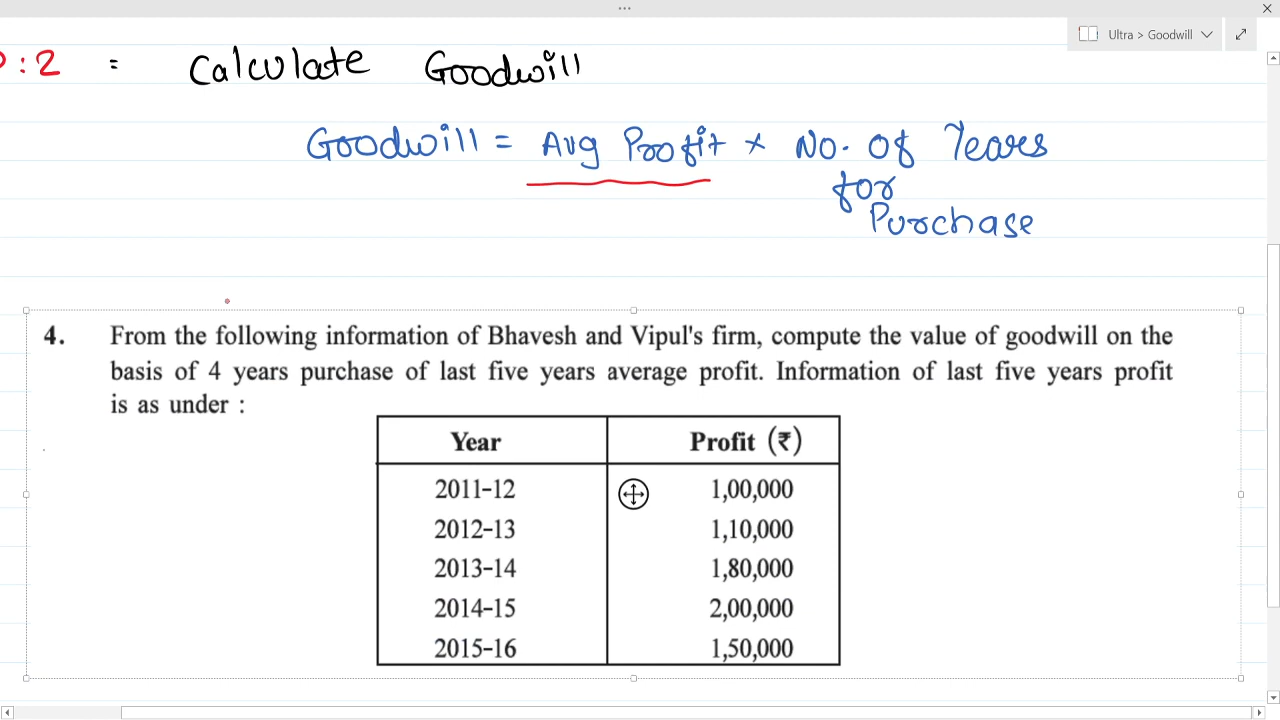 Ultra > Goodwill
:2 = Calculate Goodwill
Goodwill = Avg Profit × No. of Years
for
Purchase
4. From the following information of Bhavesh and Vipul's firm, compute the value of goodwill on the
basis of 4 years purchase of last five years average profit. Information of last five years profit
is as under :
Year Profit (₹)
2011-12 1,00,000
2012-13 1,10,000
2013-14 1,80,000
2014-15 2,00,000
2015-16 1,50,000